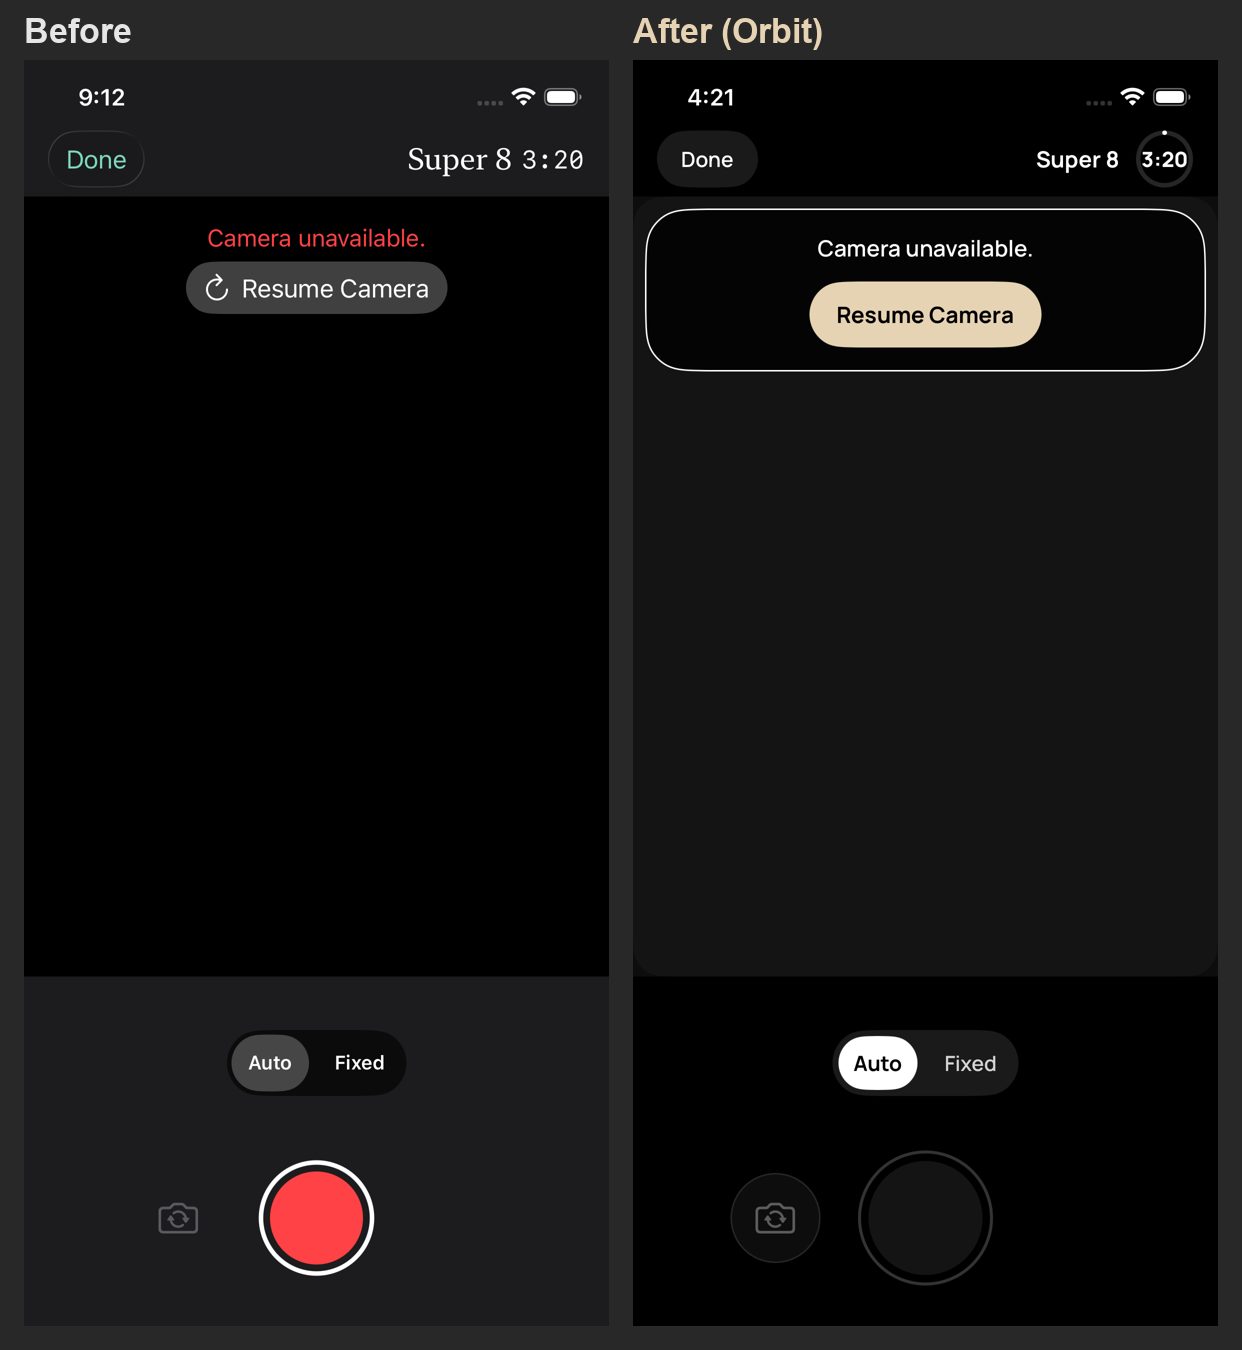 Before
9:12
Done
Super 8 3:20
Camera unavailable.
Resume Camera
Auto
Fixed
After (Orbit)
4:21
Done
Super 8
3:20
Camera unavailable.
Resume Camera
Auto
Fixed